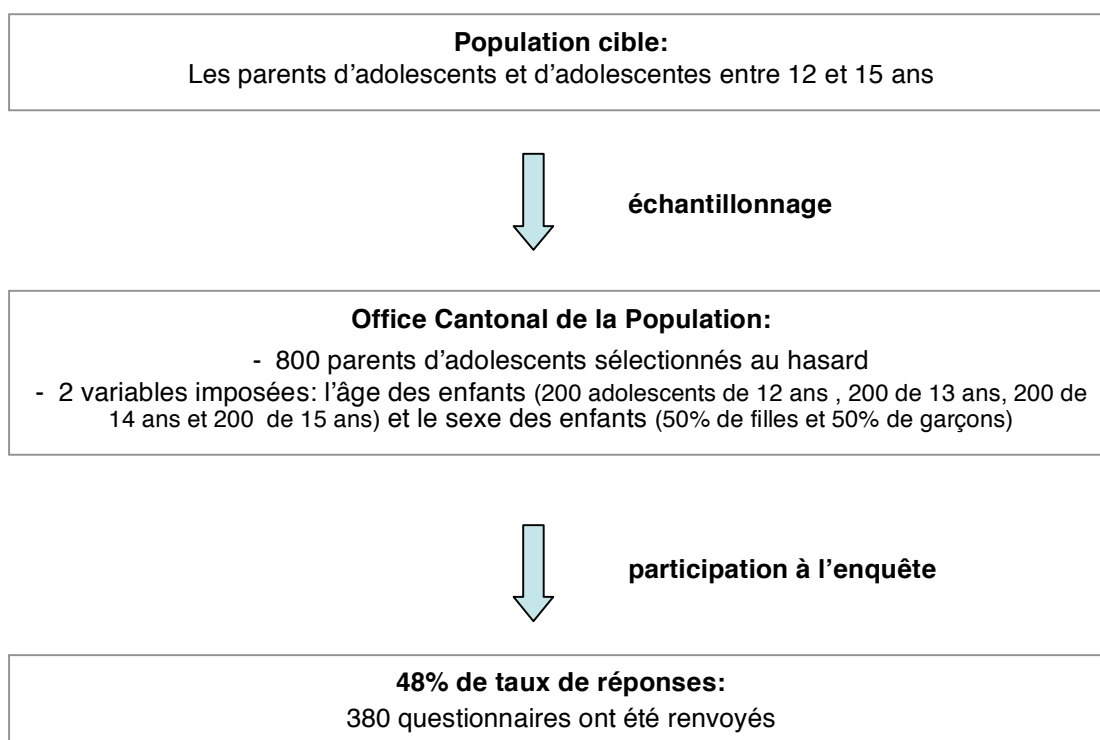 Population cible:
Les parents d’adolescents et d’adolescentes entre 12 et 15 ans
échantillonnage
Office Cantonal de la Population:
- 800 parents d’adolescents sélectionnés au hasard
- 2 variables imposées: l’âge des enfants (200 adolescents de 12 ans , 200 de 13 ans, 200 de
14 ans et 200 de 15 ans) et le sexe des enfants (50% de filles et 50% de garçons)
participation à l’enquête
48% de taux de réponses:
380 questionnaires ont été renvoyés